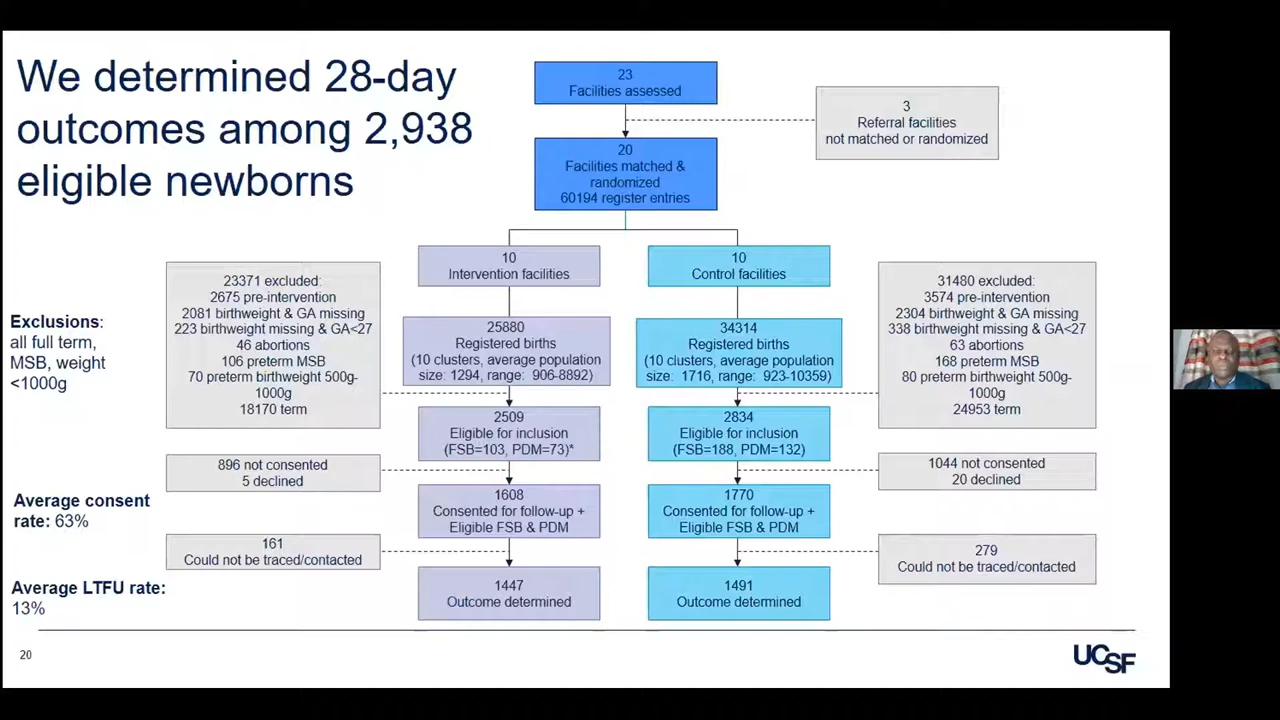 We determined 28-day
outcomes among 2,938
eligible newborns
23
Facilities assessed
3
Referral facilities
not matched or randomized
20
Facilities matched &
randomized
60194 register entries
10
Intervention facilities
10
Control facilities
23371 excluded:
2675 pre-intervention
2081 birthweight & GA missing
223 birthweight missing & GA<27
46 abortions
106 preterm MSB
70 preterm birthweight 500g-
1000g
18170 term
31480 excluded:
3574 pre-intervention
2304 birthweight & GA missing
338 birthweight missing & GA<27
63 abortions
168 preterm MSB
80 preterm birthweight 500g-
1000g
24953 term
Exclusions:
all full term,
MSB, weight
<1000g
25880
Registered births
(10 clusters, average population
size: 1294, range: 906-8892)
34314
Registered births
(10 clusters, average population
size: 1716, range: 923-10359)
2509
Eligible for inclusion
(FSB=103, PDM=73)*
2834
Eligible for inclusion
(FSB=188, PDM=132)
896 not consented
5 declined
1044 not consented
20 declined
Average consent
rate: 63%
1608
Consented for follow-up +
Eligible FSB & PDM
1770
Consented for follow-up +
Eligible FSB & PDM
161
Could not be traced/contacted
279
Could not be traced/contacted
Average LTFU rate:
13%
1447
Outcome determined
1491
Outcome determined
20
UCSF